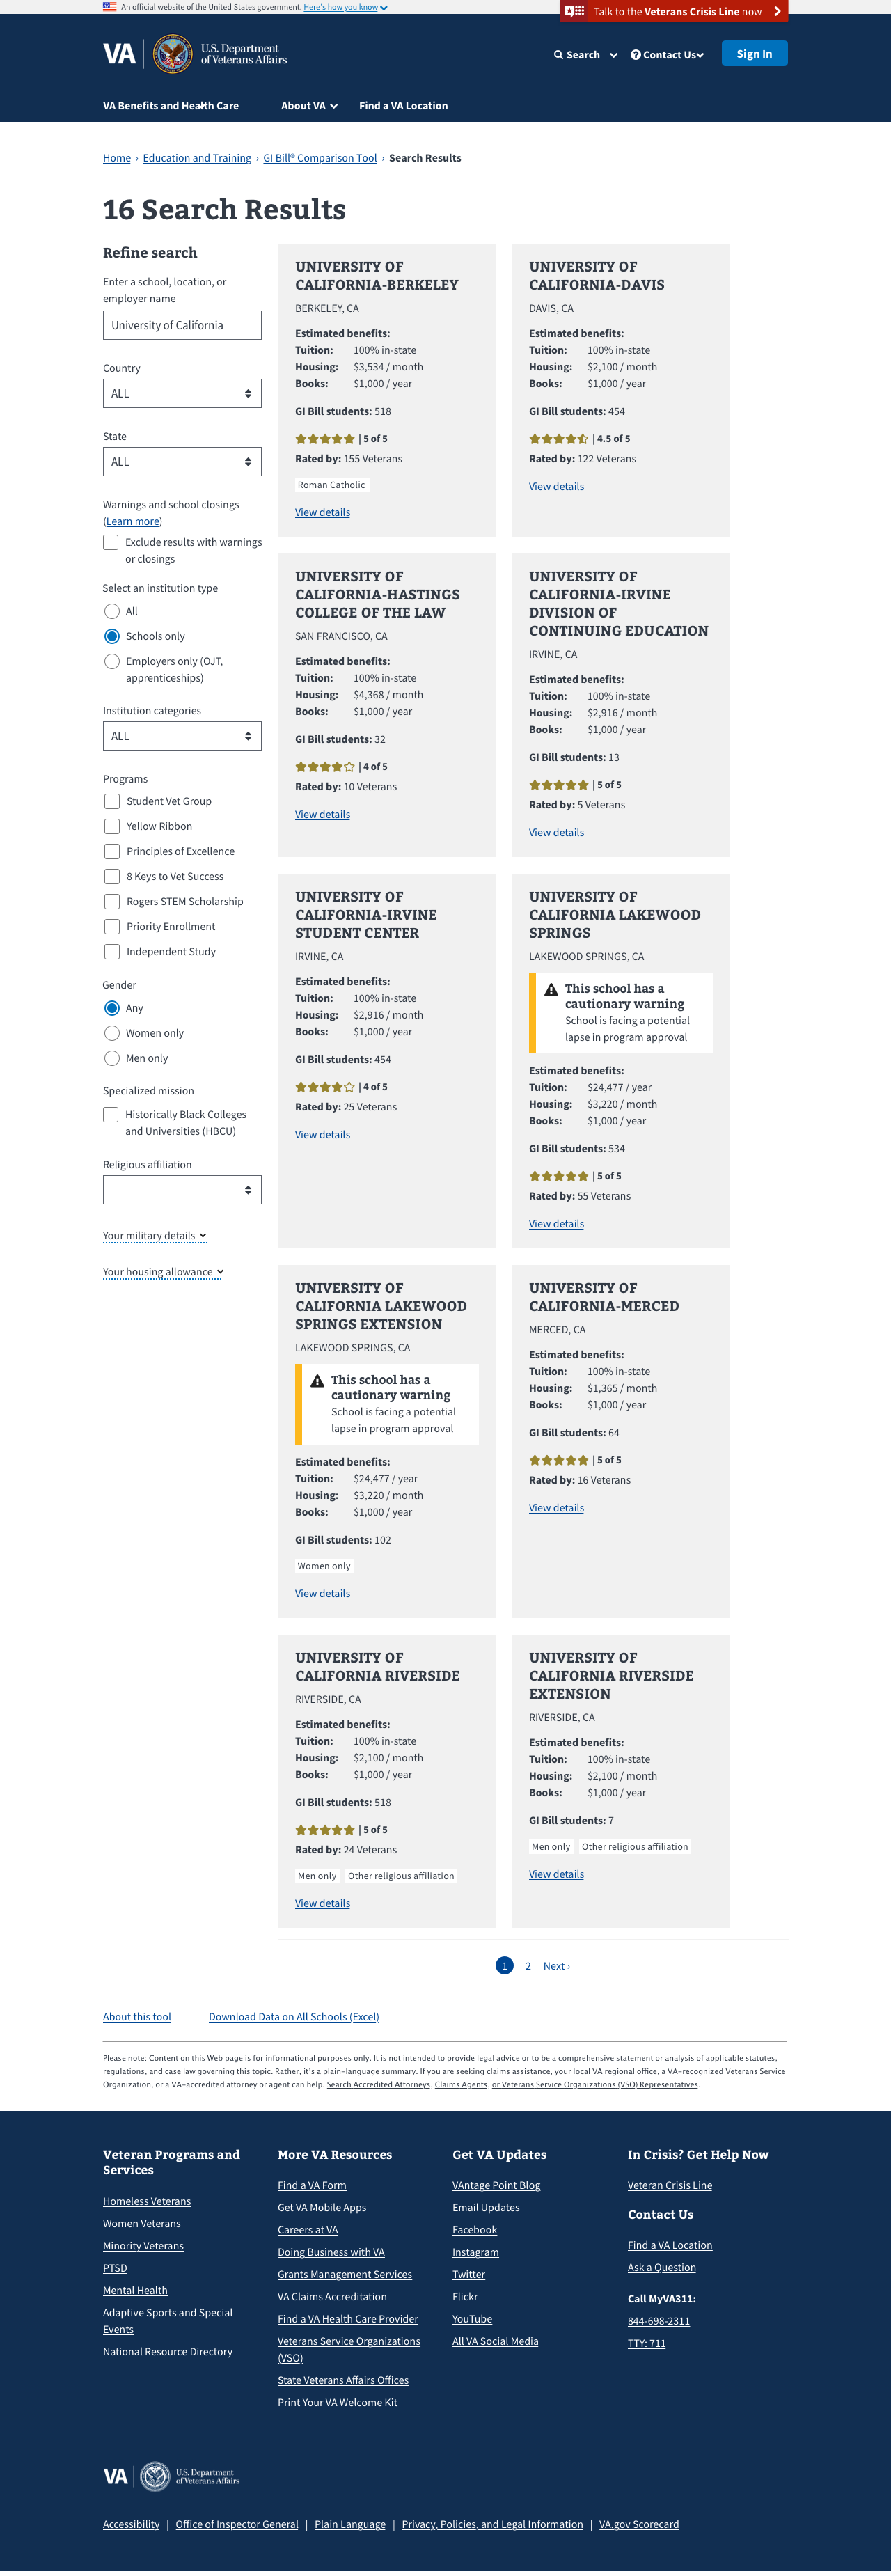 An official website of the United States government. Here's how you know
Talk to the Veterans Crisis Line now
VA
U.S. Department
of Veterans Affairs
Search
Contact Us
Sign In
VA Benefits and Health Care
About VA
Find a VA Location
Home › Education and Training › GI Bill® Comparison Tool › Search Results
16 Search Results
Refine search
Enter a school, location, or
employer name
University of California
Country
ALL
State
ALL
Warnings and school closings
(Learn more)
Exclude results with warnings
or closings
Select an institution type
All
Schools only
Employers only (OJT,
apprenticeships)
Institution categories
ALL
Programs
Student Vet Group
Yellow Ribbon
Principles of Excellence
8 Keys to Vet Success
Rogers STEM Scholarship
Priority Enrollment
Independent Study
Gender
Any
Women only
Men only
Specialized mission
Historically Black Colleges
and Universities (HBCU)
Religious affiliation
Your military details
Your housing allowance
UNIVERSITY OF
CALIFORNIA-BERKELEY
BERKELEY, CA
Estimated benefits:
Tuition: 100% in-state
Housing: $3,534 / month
Books: $1,000 / year
GI Bill students: 518
| 5 of 5
Rated by: 155 Veterans
Roman Catholic
View details
UNIVERSITY OF
CALIFORNIA-DAVIS
DAVIS, CA
Estimated benefits:
Tuition: 100% in-state
Housing: $2,100 / month
Books: $1,000 / year
GI Bill students: 454
| 4.5 of 5
Rated by: 122 Veterans
View details
UNIVERSITY OF
CALIFORNIA-HASTINGS
COLLEGE OF THE LAW
SAN FRANCISCO, CA
Estimated benefits:
Tuition: 100% in-state
Housing: $4,368 / month
Books: $1,000 / year
GI Bill students: 32
| 4 of 5
Rated by: 10 Veterans
View details
UNIVERSITY OF
CALIFORNIA-IRVINE
DIVISION OF
CONTINUING EDUCATION
IRVINE, CA
Estimated benefits:
Tuition: 100% in-state
Housing: $2,916 / month
Books: $1,000 / year
GI Bill students: 13
| 5 of 5
Rated by: 5 Veterans
View details
UNIVERSITY OF
CALIFORNIA-IRVINE
STUDENT CENTER
IRVINE, CA
Estimated benefits:
Tuition: 100% in-state
Housing: $2,916 / month
Books: $1,000 / year
GI Bill students: 454
| 4 of 5
Rated by: 25 Veterans
View details
UNIVERSITY OF
CALIFORNIA LAKEWOOD
SPRINGS
LAKEWOOD SPRINGS, CA
This school has a
cautionary warning
School is facing a potential
lapse in program approval
Estimated benefits:
Tuition: $24,477 / year
Housing: $3,220 / month
Books: $1,000 / year
GI Bill students: 534
| 5 of 5
Rated by: 55 Veterans
View details
UNIVERSITY OF
CALIFORNIA LAKEWOOD
SPRINGS EXTENSION
LAKEWOOD SPRINGS, CA
This school has a
cautionary warning
School is facing a potential
lapse in program approval
Estimated benefits:
Tuition: $24,477 / year
Housing: $3,220 / month
Books: $1,000 / year
GI Bill students: 102
Women only
View details
UNIVERSITY OF
CALIFORNIA-MERCED
MERCED, CA
Estimated benefits:
Tuition: 100% in-state
Housing: $1,365 / month
Books: $1,000 / year
GI Bill students: 64
| 5 of 5
Rated by: 16 Veterans
View details
UNIVERSITY OF
CALIFORNIA RIVERSIDE
RIVERSIDE, CA
Estimated benefits:
Tuition: 100% in-state
Housing: $2,100 / month
Books: $1,000 / year
GI Bill students: 518
| 5 of 5
Rated by: 24 Veterans
Men only Other religious affiliation
View details
UNIVERSITY OF
CALIFORNIA RIVERSIDE
EXTENSION
RIVERSIDE, CA
Estimated benefits:
Tuition: 100% in-state
Housing: $2,100 / month
Books: $1,000 / year
GI Bill students: 7
Men only Other religious affiliation
View details
1 2 Next ›
About this tool
Download Data on All Schools (Excel)
Please note: Content on this Web page is for informational purposes only. It is not intended to provide legal advice or to be a comprehensive statement or analysis of applicable statutes,
regulations, and case law governing this topic. Rather, it's a plain-language summary. If you are seeking claims assistance, your local VA regional office, a VA-recognized Veterans Service
Organization, or a VA-accredited attorney or agent can help. Search Accredited Attorneys, Claims Agents, or Veterans Service Organizations (VSO) Representatives.
Veteran Programs and
Services
Homeless Veterans
Women Veterans
Minority Veterans
PTSD
Mental Health
Adaptive Sports and Special
Events
National Resource Directory
More VA Resources
Find a VA Form
Get VA Mobile Apps
Careers at VA
Doing Business with VA
Grants Management Services
VA Claims Accreditation
Find a VA Health Care Provider
Veterans Service Organizations
(VSO)
State Veterans Affairs Offices
Print Your VA Welcome Kit
Get VA Updates
VAntage Point Blog
Email Updates
Facebook
Instagram
Twitter
Flickr
YouTube
All VA Social Media
In Crisis? Get Help Now
Veteran Crisis Line
Contact Us
Find a VA Location
Ask a Question
Call MyVA311:
844-698-2311
TTY: 711
VA
U.S. Department
of Veterans Affairs
Accessibility | Office of Inspector General | Plain Language | Privacy, Policies, and Legal Information | VA.gov Scorecard